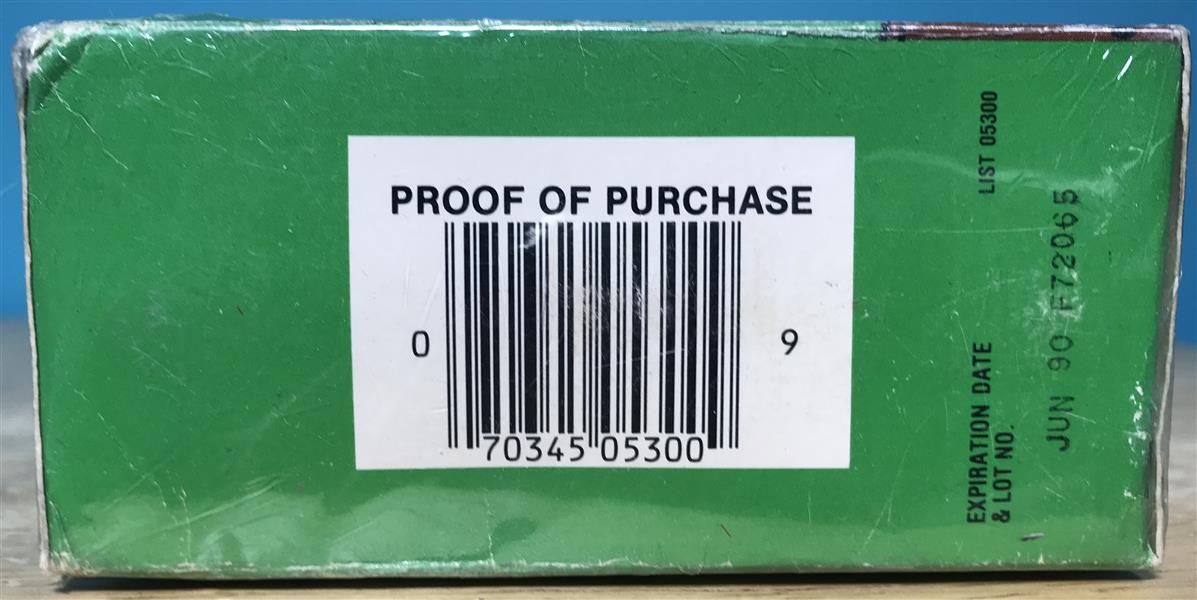 PROOF OF PURCHASE
0 9
70345 05300
LIST 05300
EXPIRATION DATE
& LOT NO.
JUN 90 F72065